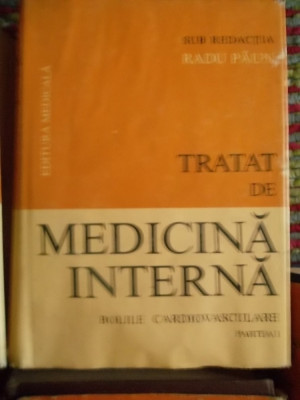 SUB REDACȚIA
RADU PĂUN
EDITURA MEDICALĂ
TRATAT
DE
MEDICINĂ
INTERNĂ
BOLILE CARDIOVASCULARE